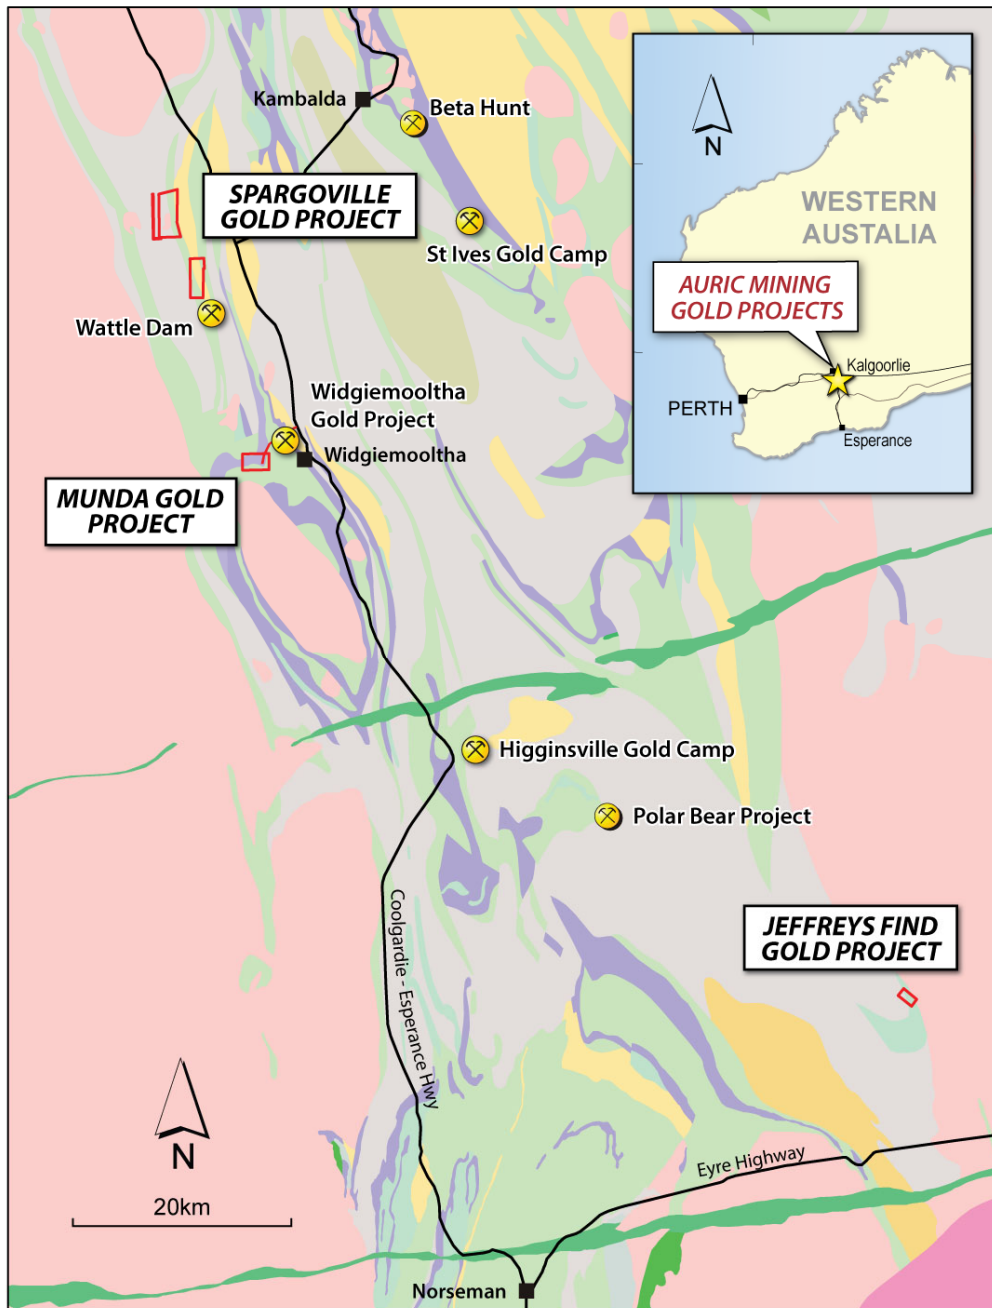 Kambalda
Beta Hunt
SPARGOVILLE
GOLD PROJECT
St Ives Gold Camp
Wattle Dam
Widgiemooltha
Gold Project
Widgiemooltha
MUNDA GOLD
PROJECT
N
WESTERN
AUSTALIA
AURIC MINING
GOLD PROJECTS
Kalgoorlie
PERTH
Esperance
Higginsville Gold Camp
Polar Bear Project
JEFFREYS FIND
GOLD PROJECT
Coolgardie - Esperance Hwy
N
20km
Eyre Highway
Norseman